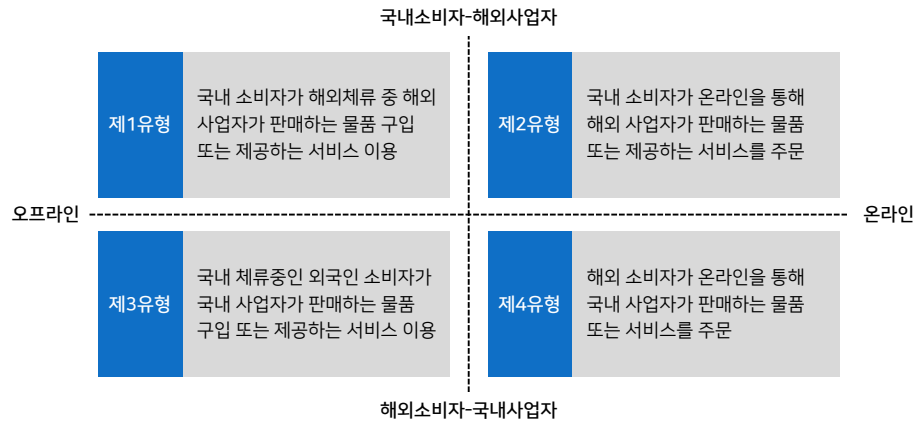 국내소비자-해외사업자
제1유형
국내 소비자가 해외체류 중 해외
사업자가 판매하는 물품 구입
또는 제공하는 서비스 이용
제2유형
국내 소비자가 온라인을 통해
해외 사업자가 판매하는 물품
또는 제공하는 서비스를 주문
오프라인
온라인
제3유형
국내 체류중인 외국인 소비자가
국내 사업자가 판매하는 물품
구입 또는 제공하는 서비스 이용
제4유형
해외 소비자가 온라인을 통해
국내 사업자가 판매하는 물품
또는 서비스를 주문
해외소비자-국내사업자